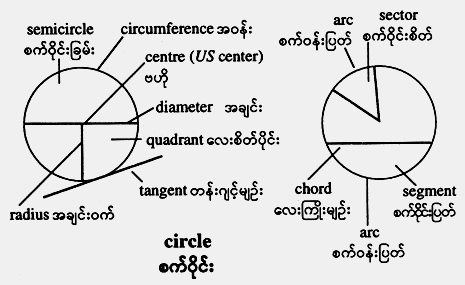 semicircle
စက်ဝိုင်းခြမ်း
circumference အဝန်း
centre (US center)
ဗဟို
diameter အချင်း
quadrant လေးစိတ်ပိုင်း
tangent တန်းဂျင့်မျဉ်း
radius အချင်းဝက်
arc
စက်ဝန်းပြတ်
sector
စက်ဝိုင်းစိတ်
chord
လေးကြိုးမျဉ်း
segment
စက်ဝိုင်းပြတ်
arc
စက်ဝန်းပြတ်
circle
စက်ဝိုင်း